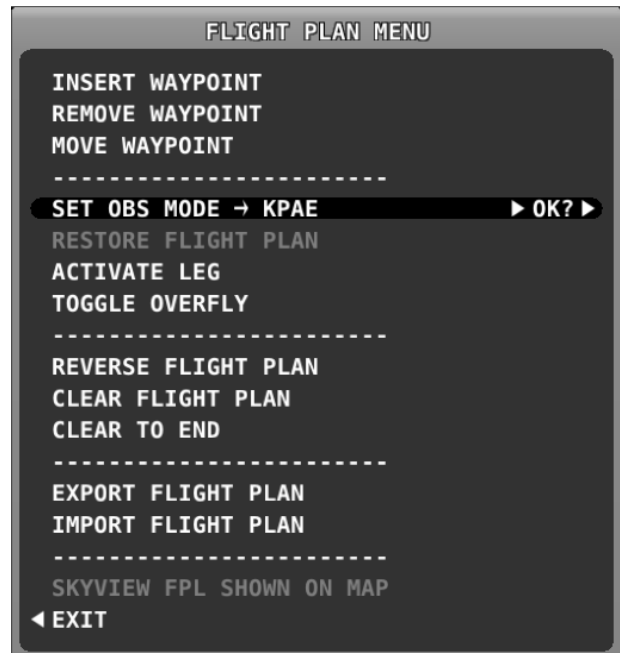 FLIGHT PLAN MENU
INSERT WAYPOINT
REMOVE WAYPOINT
MOVE WAYPOINT
------------------------
SET OBS MODE → KPAE ▶ OK? ▶
RESTORE FLIGHT PLAN
ACTIVATE LEG
TOGGLE OVERFLY
------------------------
REVERSE FLIGHT PLAN
CLEAR FLIGHT PLAN
CLEAR TO END
------------------------
EXPORT FLIGHT PLAN
IMPORT FLIGHT PLAN
------------------------
SKYVIEW FPL SHOWN ON MAP
◀ EXIT